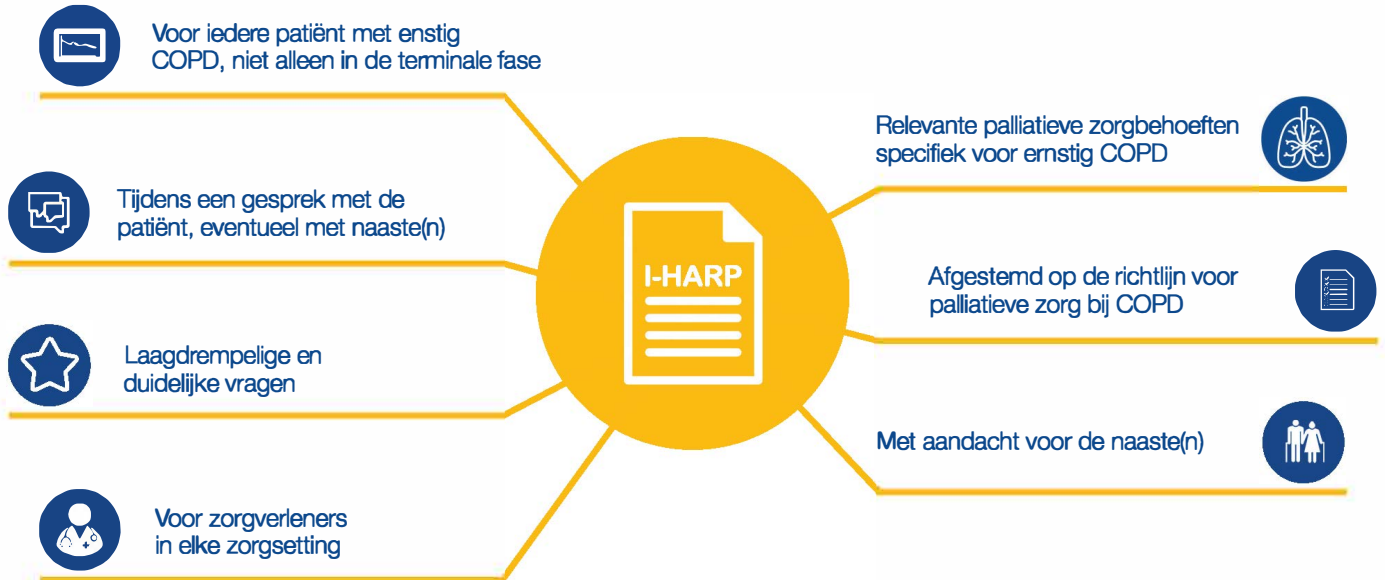 Voor iedere patiënt met enstig
COPD, niet alleen in de terminale fase
Tijdens een gesprek met de
patiënt, eventueel met naaste(n)
Laagdrempelige en
duidelijke vragen
Voor zorgverleners
in elke zorgsetting
I-HARP
Relevante palliatieve zorgbehoeften
specifiek voor ernstig COPD
Afgestemd op de richtlijn voor
palliatieve zorg bij COPD
Met aandacht voor de naaste(n)